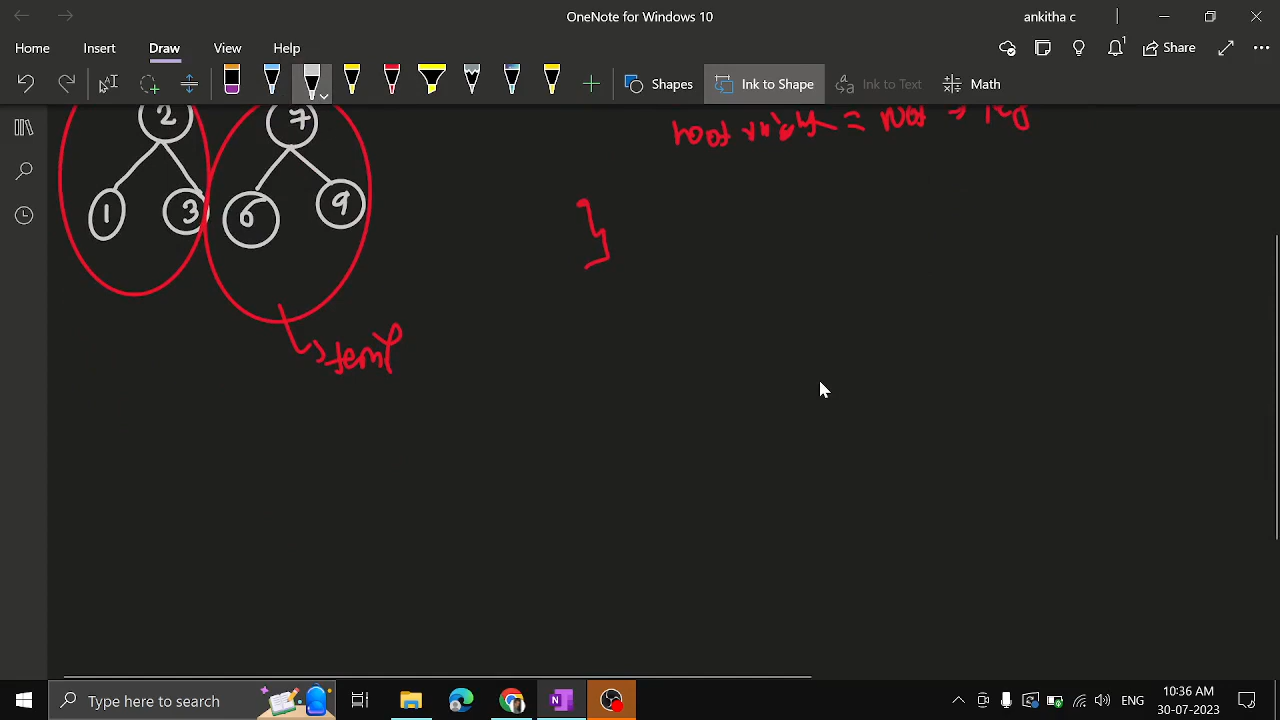 OneNote for Windows 10
ankitha c
Home Insert Draw View Help
Share
Shapes Ink to Shape Ink to Text Math
2 7
root right = root →
1 3 6 9
temp
Type here to search
ENG
10:36 AM
30-07-2023